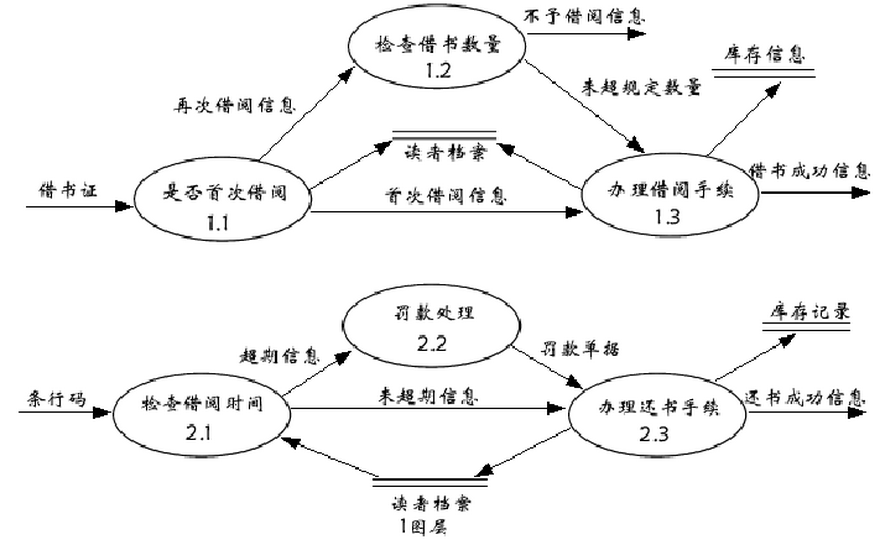 不予借阅信息
检查借书数量
1.2
库存信息
未超规定数量
再次借阅信息
读者档案
借书证
是否首次借阅
1.1
首次借阅信息
办理借阅手续
1.3
借书成功信息
罚款处理
2.2
库存记录
超期信息
罚款单据
条行码
检查借阅时间
2.1
未超期信息
办理还书手续
2.3
还书成功信息
读者档案
1图层